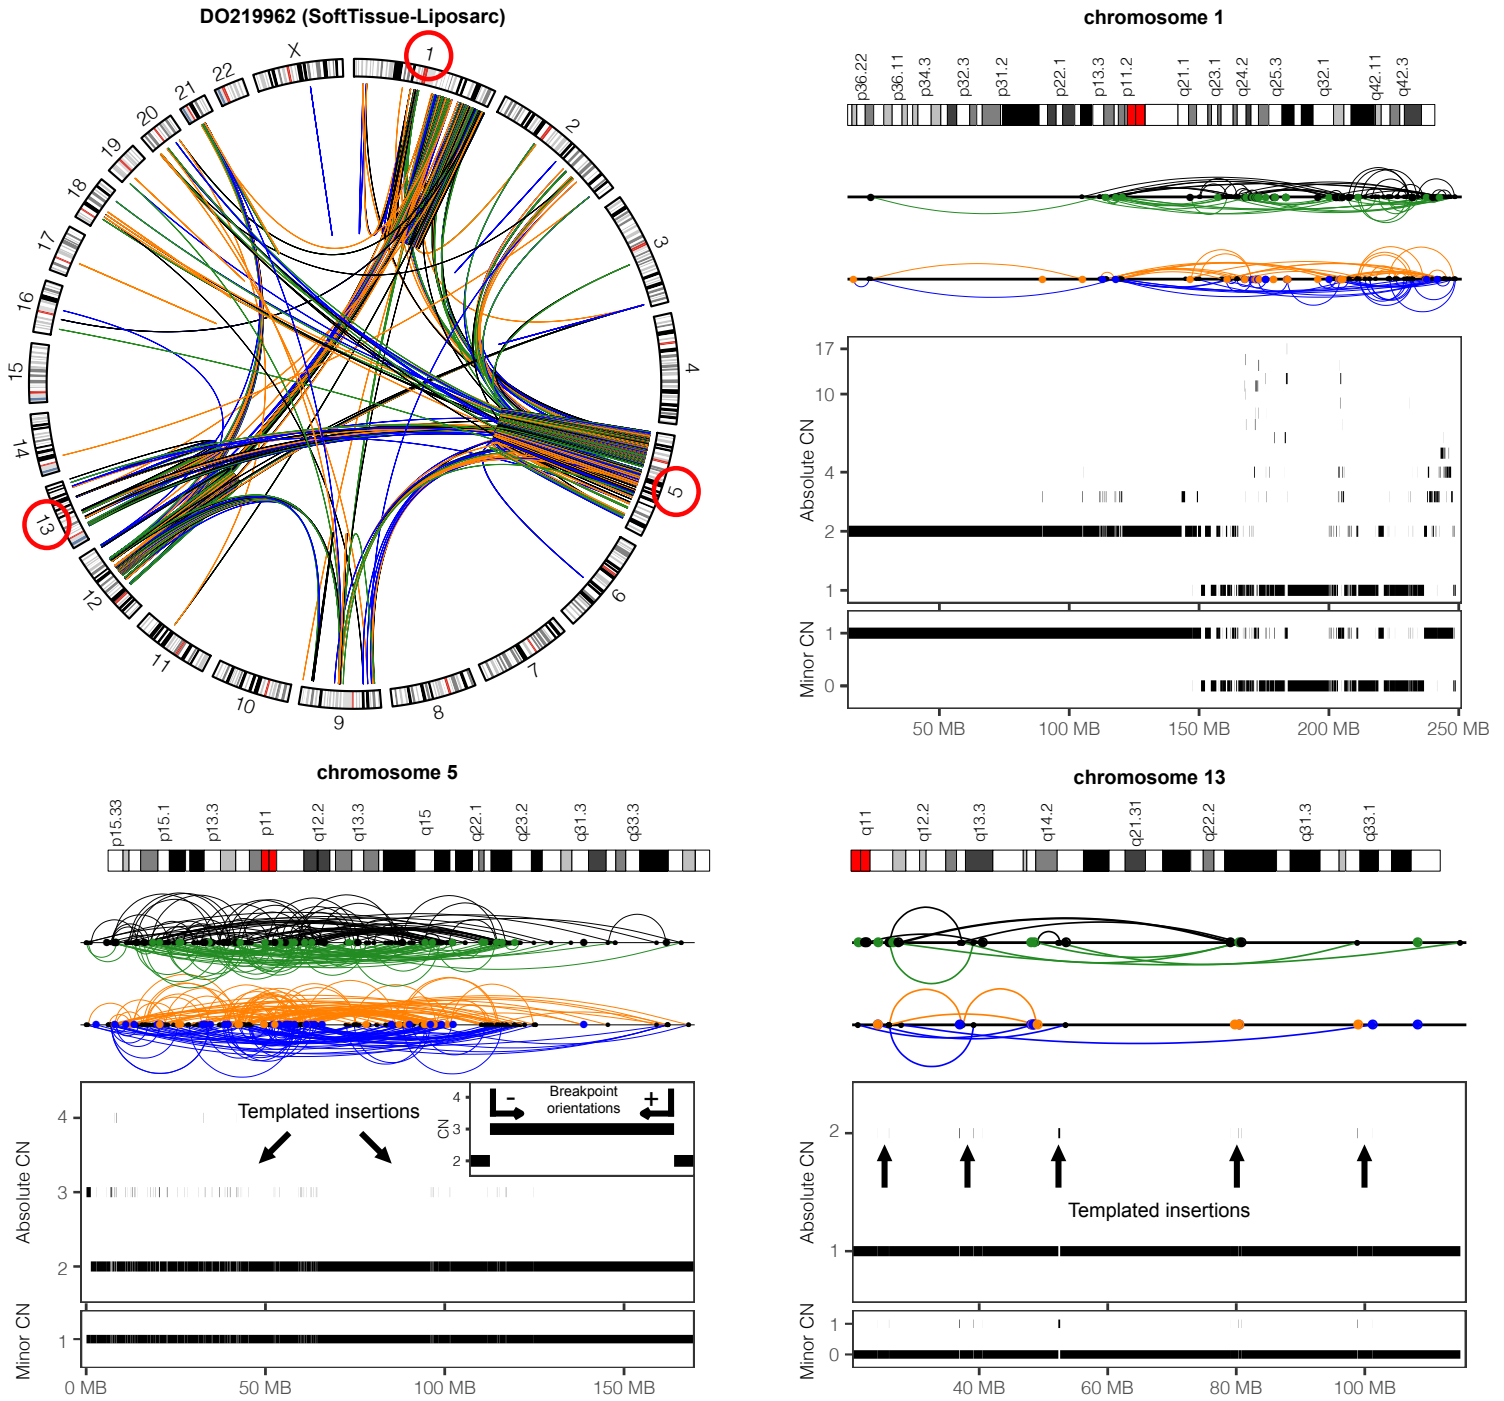 DO219962 (SoftTissue-Liposarc)
1
2
3
4
5
6
7
8
9
10
11
12
13
14
15
16
17
18
19
20
21
22
X
chromosome 1
p36.22
p36.11
p34.3
p32.3
p31.2
p22.1
p13.3
p11.2
q21.1
q23.1
q24.2
q25.3
q32.1
q42.11
q42.3
Absolute CN
17
10
4
3
2
1
Minor CN
1
0
50 MB
100 MB
150 MB
200 MB
250 MB
chromosome 5
p15.33
p15.1
p13.3
p11
q12.2
q13.3
q15
q22.1
q23.2
q31.3
q33.3
Absolute CN
4
3
2
Templated insertions
CN
4
3
2
Breakpoint
orientations
-
+
Minor CN
1
0 MB
50 MB
100 MB
150 MB
chromosome 13
q11
q12.2
q13.3
q14.2
q21.31
q22.2
q31.3
q33.1
Absolute CN
2
1
Templated insertions
Minor CN
1
0
40 MB
60 MB
80 MB
100 MB